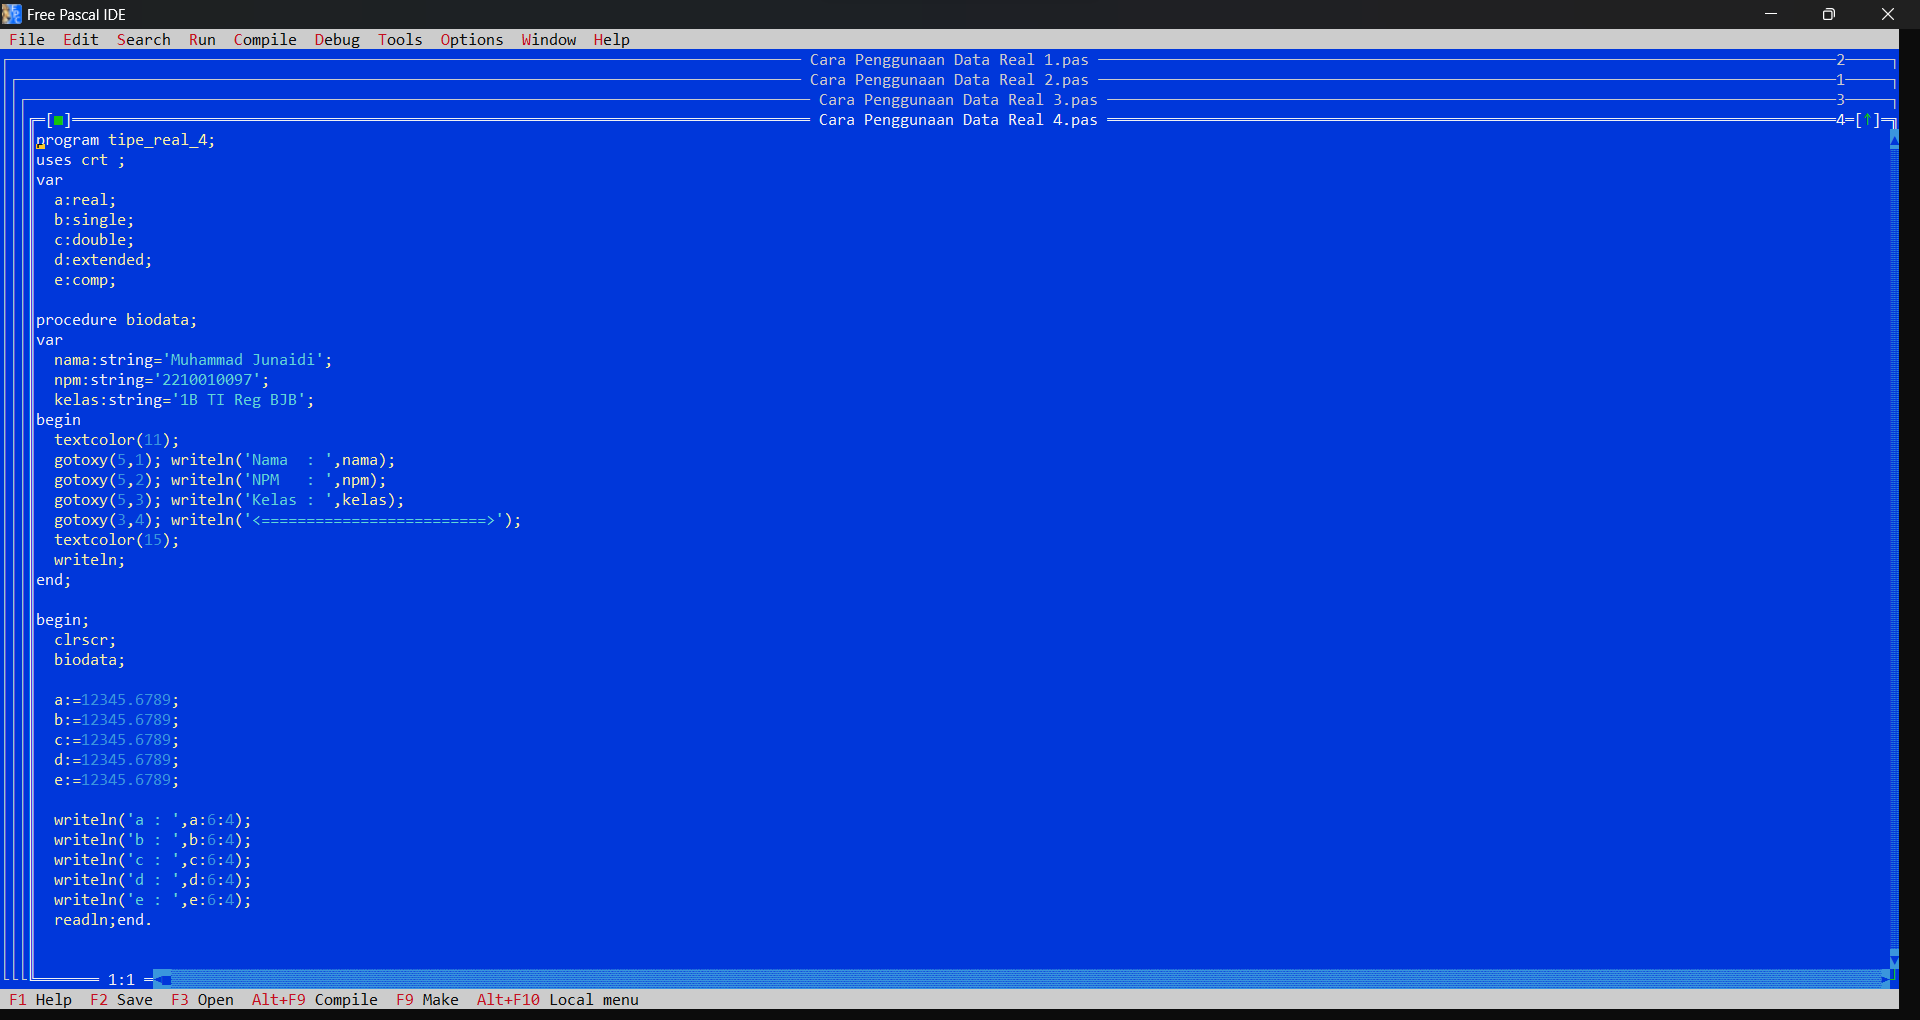 Free Pascal IDE
File Edit Search Run Compile Debug Tools Options Window Help
Cara Penggunaan Data Real 1.pas 2
Cara Penggunaan Data Real 2.pas 1
Cara Penggunaan Data Real 3.pas 3
[■] Cara Penggunaan Data Real 4.pas 4=[↑]
program tipe_real_4;
uses crt ;
var
  a:real;
  b:single;
  c:double;
  d:extended;
  e:comp;
procedure biodata;
var
  nama:string='Muhammad Junaidi';
  npm:string='2210010097';
  kelas:string='1B TI Reg BJB';
begin
  textcolor(11);
  gotoxy(5,1); writeln('Nama  : ',nama);
  gotoxy(5,2); writeln('NPM   : ',npm);
  gotoxy(5,3); writeln('Kelas : ',kelas);
  gotoxy(3,4); writeln('<=========================>');
  textcolor(15);
  writeln;
end;
begin;
  clrscr;
  biodata;
  a:=12345.6789;
  b:=12345.6789;
  c:=12345.6789;
  d:=12345.6789;
  e:=12345.6789;
  writeln('a : ',a:6:4);
  writeln('b : ',b:6:4);
  writeln('c : ',c:6:4);
  writeln('d : ',d:6:4);
  writeln('e : ',e:6:4);
  readln;end.
1:1
F1 Help F2 Save F3 Open Alt+F9 Compile F9 Make Alt+F10 Local menu